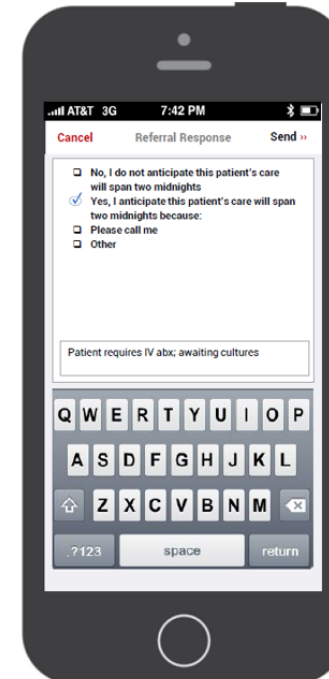 AT&T 3G 7:42 PM
Cancel Referral Response Send ››
No, I do not anticipate this patient's care
will span two midnights
Yes, I anticipate this patient's care will span
two midnights because:
Please call me
Other
Patient requires IV abx; awaiting cultures
Q W E R T Y U I O P
A S D F G H J K L
Z X C V B N M
.?123 space return